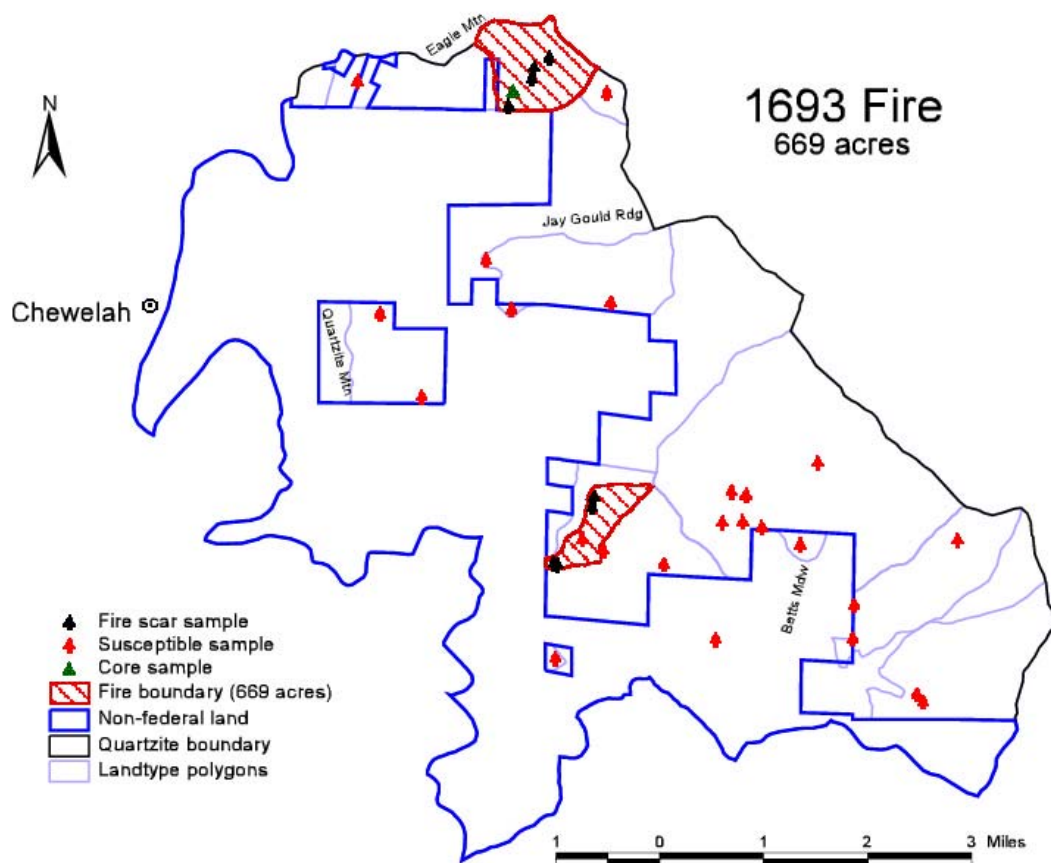 Eagle Mtn
N
1693 Fire
669 acres
Jay Gould Rdg
Chewelah
Quartzite Mtn
Betts Mdw
Fire scar sample
Susceptible sample
Core sample
Fire boundary (669 acres)
Non-federal land
Quartzite boundary
Landtype polygons
1 0 1 2 3 Miles